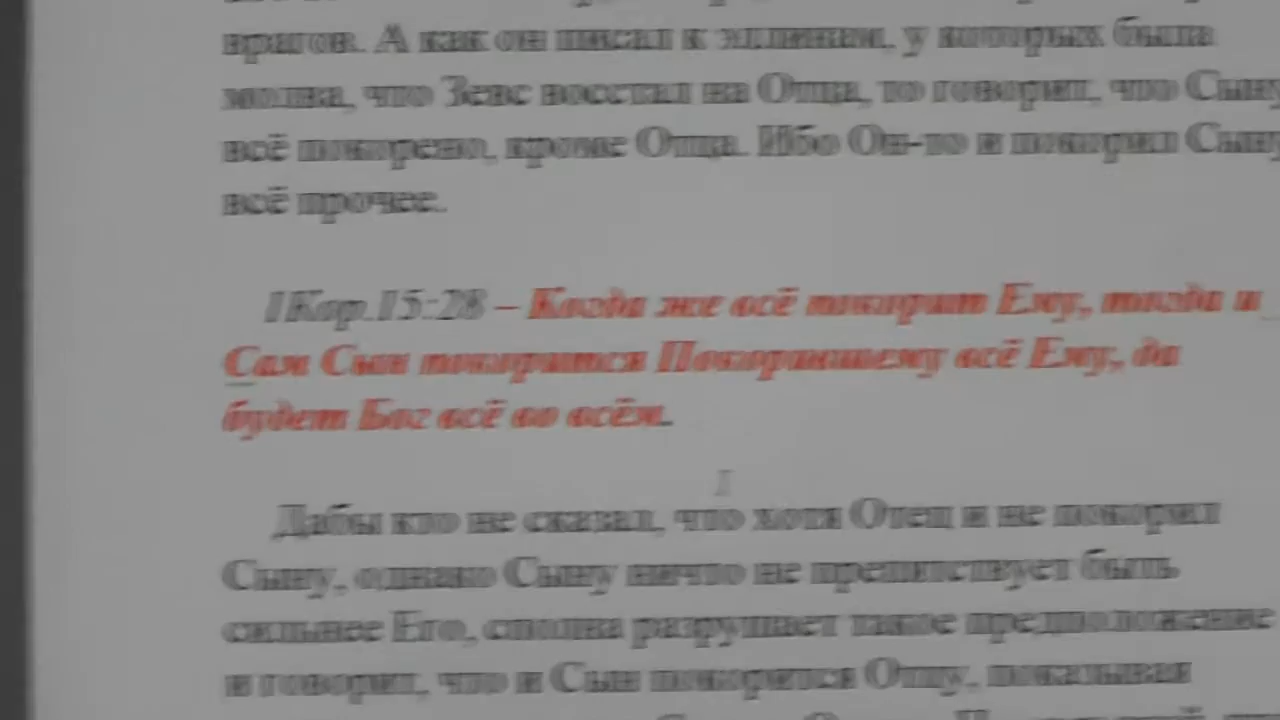 врагов. А как он писал к эллинам, у которых была
молва, что Зевс восстал на Отца, то говорит, что Сыну
всё покорено, кроме Отца. Ибо Он-то и покорил Сыну
всё прочее.
1Кор.15:28 – Когда же всё покорит Ему, тогда и
Сам Сын покорится Покорившему всё Ему, да
будет Бог всё во всём.
Дабы кто не сказал, что хотя Отец и не покорил
Сыну, однако Сыну ничто не препятствует быть
сильнее Его, сполна разрушает такое предположение
и говорит, что и Сын покорится Отцу, показывая